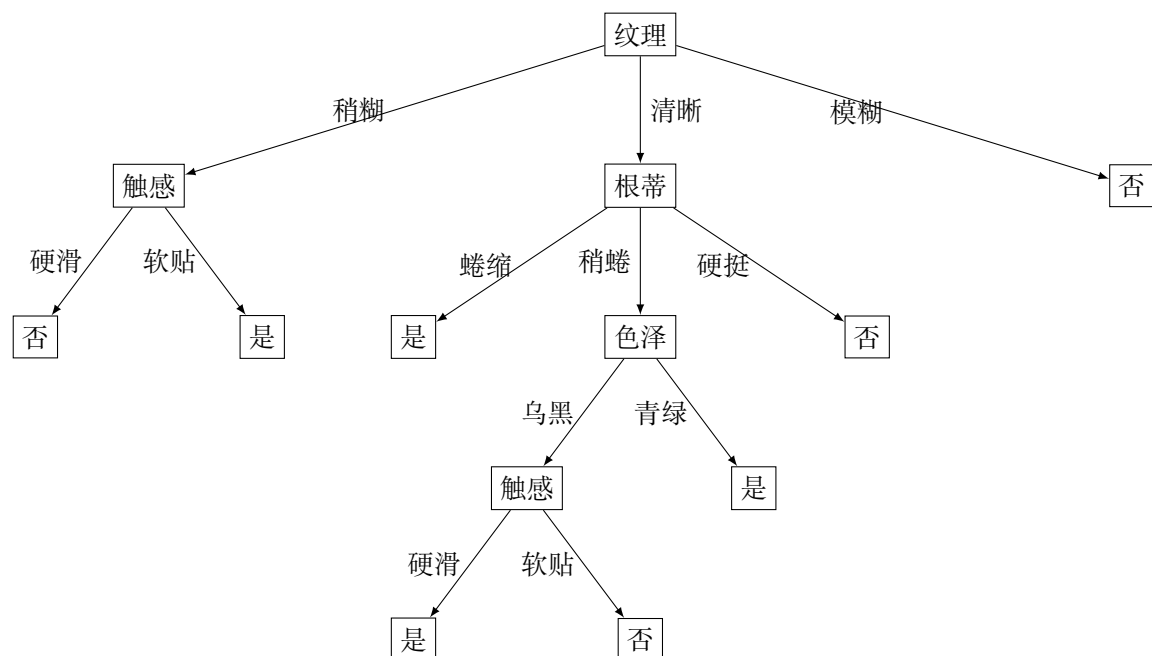 纹理
稍糊 清晰 模糊
触感 根蒂 否
硬滑 软贴 蜷缩 稍蜷 硬挺
否 是 是 色泽 否
乌黑 青绿
触感 是
硬滑 软贴
是 否